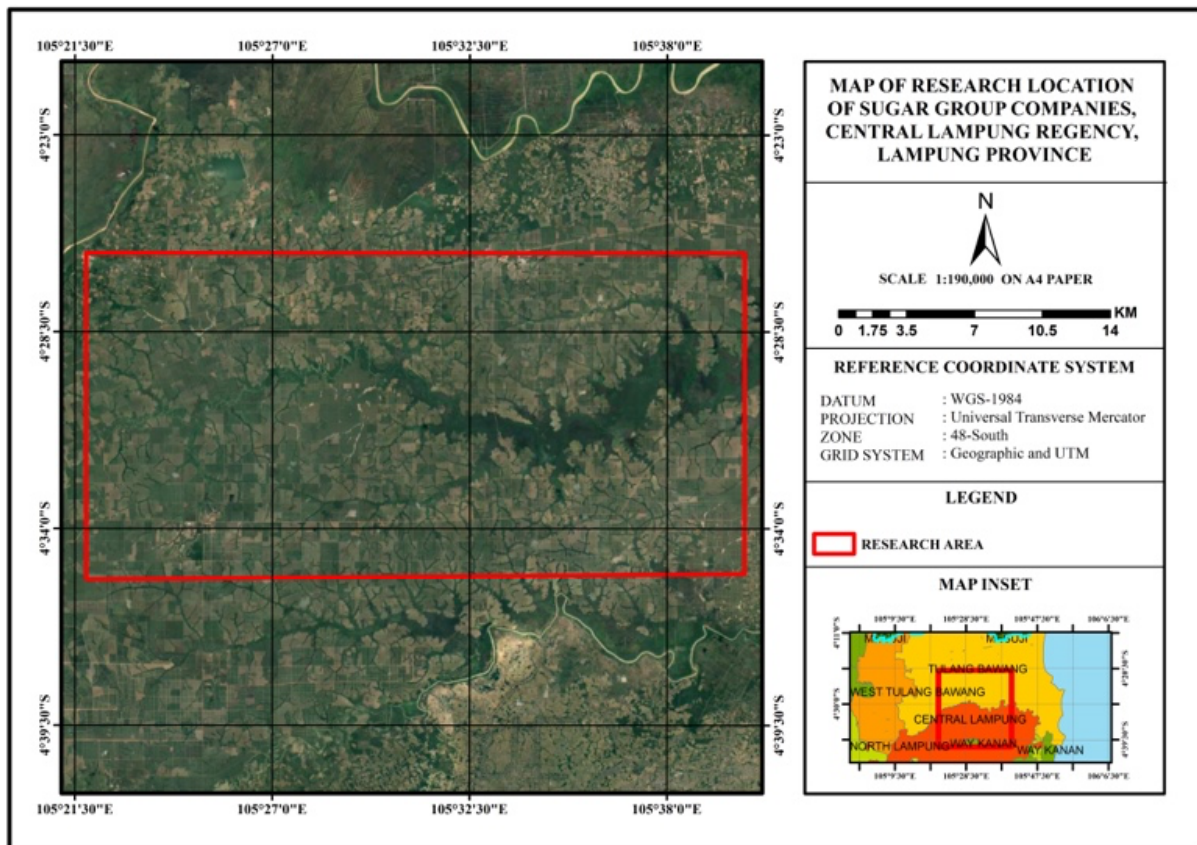 105°21'30"E 105°27'0"E 105°32'30"E 105°38'0"E
4°23'0"S 4°23'0"S
4°28'30"S 4°28'30"S
4°34'0"S 4°34'0"S
4°39'30"S 4°39'30"S
105°21'30"E 105°27'0"E 105°32'30"E 105°38'0"E
MAP OF RESEARCH LOCATION
OF SUGAR GROUP COMPANIES,
CENTRAL LAMPUNG REGENCY,
LAMPUNG PROVINCE
N
SCALE 1:190,000 ON A4 PAPER
KM
0 1.75 3.5 7 10.5 14
REFERENCE COORDINATE SYSTEM
DATUM : WGS-1984
PROJECTION : Universal Transverse Mercator
ZONE : 48-South
GRID SYSTEM : Geographic and UTM
LEGEND
RESEARCH AREA
MAP INSET
105°9'30"E 105°28'30"E 105°47'30"E 106°6'30"E
TULANG BAWANG
WEST TULANG BAWANG
CENTRAL LAMPUNG
NORTH LAMPUNG WAY KANAN WAY KANAN
4°20'30"S
4°39'30"S
105°9'30"E 105°28'30"E 105°47'30"E 106°6'30"E